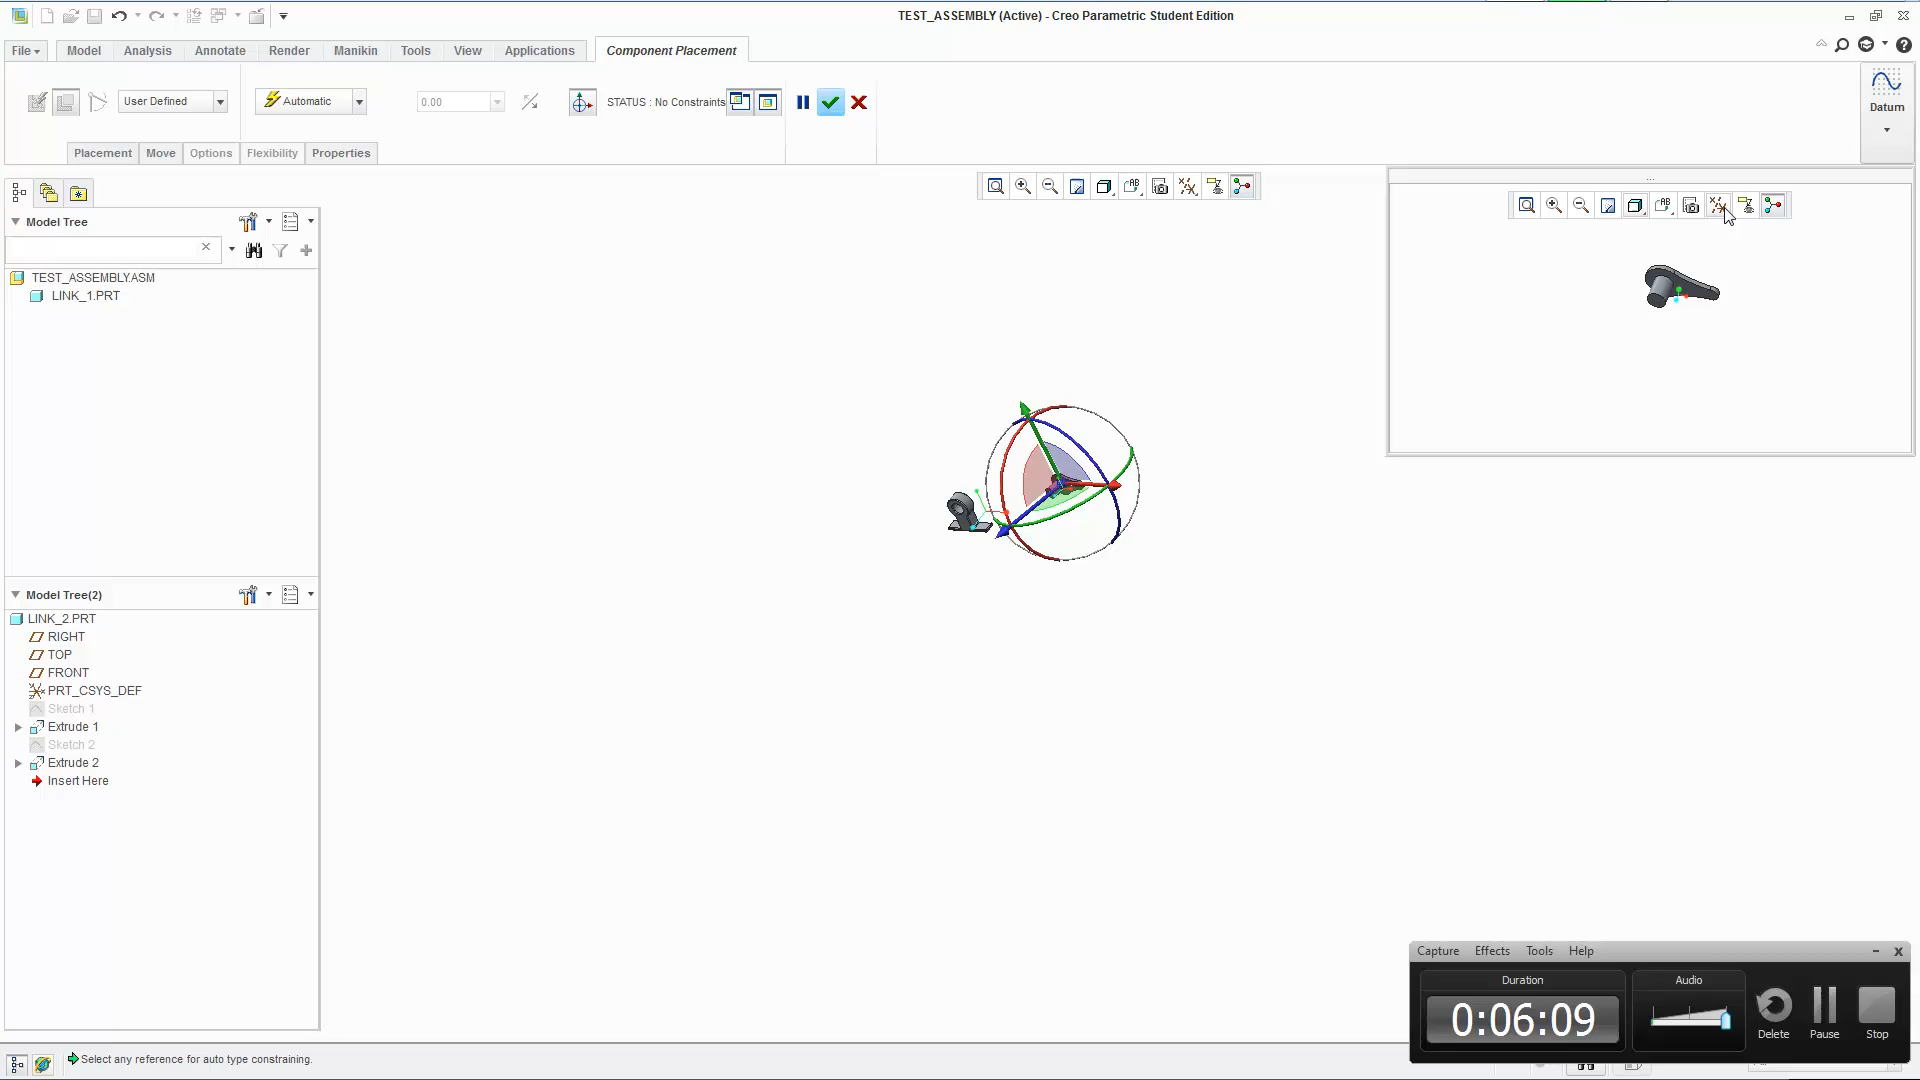 TEST_ASSEMBLY (Active) - Creo Parametric Student Edition
File Model Analysis Annotate Render Manikin Tools View Applications Component Placement
User Defined Automatic 0.00 STATUS : No Constraints
Datum
Placement Move Options Flexibility Properties
...
Model Tree
TEST_ASSEMBLY.ASM
LINK_1.PRT
Model Tree(2)
LINK_2.PRT
RIGHT
TOP
FRONT
PRT_CSYS_DEF
Sketch 1
Extrude 1
Sketch 2
Extrude 2
Insert Here
Capture Effects Tools Help
Duration Audio
0:06:09
Delete Pause Stop
Select any reference for auto type constraining.